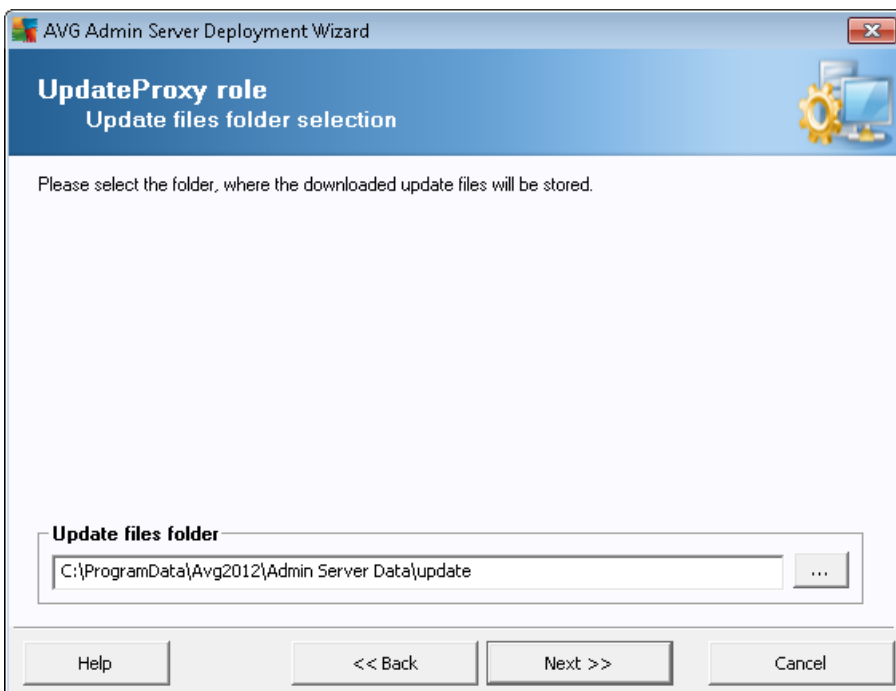 AVG Admin Server Deployment Wizard
UpdateProxy role
Update files folder selection
Please select the folder, where the downloaded update files will be stored.
Update files folder
C:\ProgramData\Avg2012\Admin Server Data\update
...
Help
<< Back
Next >>
Cancel